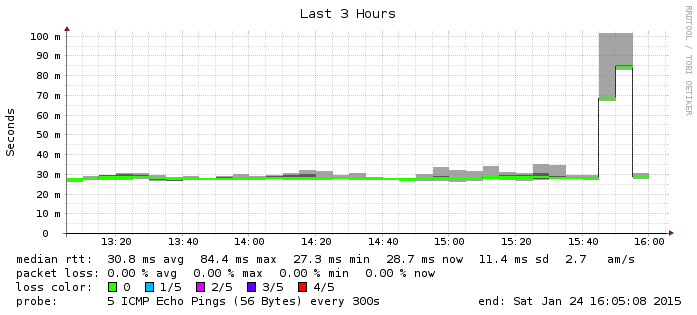 Last 3 Hours
RRDTOOL / TOBI OETIKER
Seconds
100 m
90 m
80 m
70 m
60 m
50 m
40 m
30 m
20 m
10 m
0
13:20 13:40 14:00 14:20 14:40 15:00 15:20 15:40 16:00
median rtt: 30.8 ms avg 84.4 ms max 27.3 ms min 28.7 ms now 11.4 ms sd 2.7 am/s
packet loss: 0.00 % avg 0.00 % max 0.00 % min 0.00 % now
loss color: 0 1/5 2/5 3/5 4/5
probe: 5 ICMP Echo Pings (56 Bytes) every 300s end: Sat Jan 24 16:05:08 2015